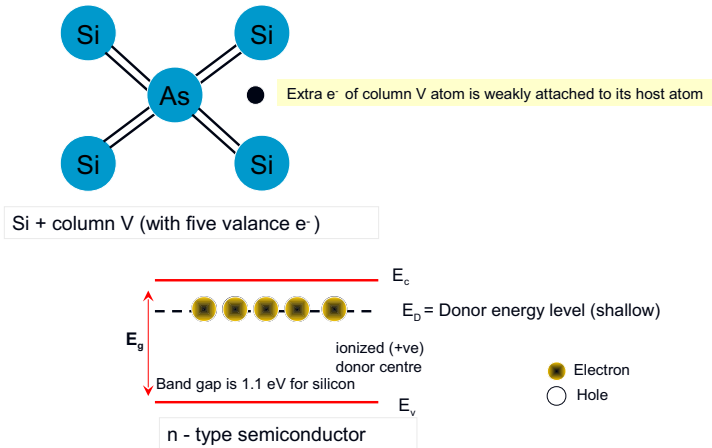 Si
Si
As
Extra e- of column V atom is weakly attached to its host atom
Si
Si
Si + column V (with five valance e- )
Ec
ED = Donor energy level (shallow)
Eg
ionized (+ve)
donor centre
Band gap is 1.1 eV for silicon
Electron
Hole
Ev
n - type semiconductor